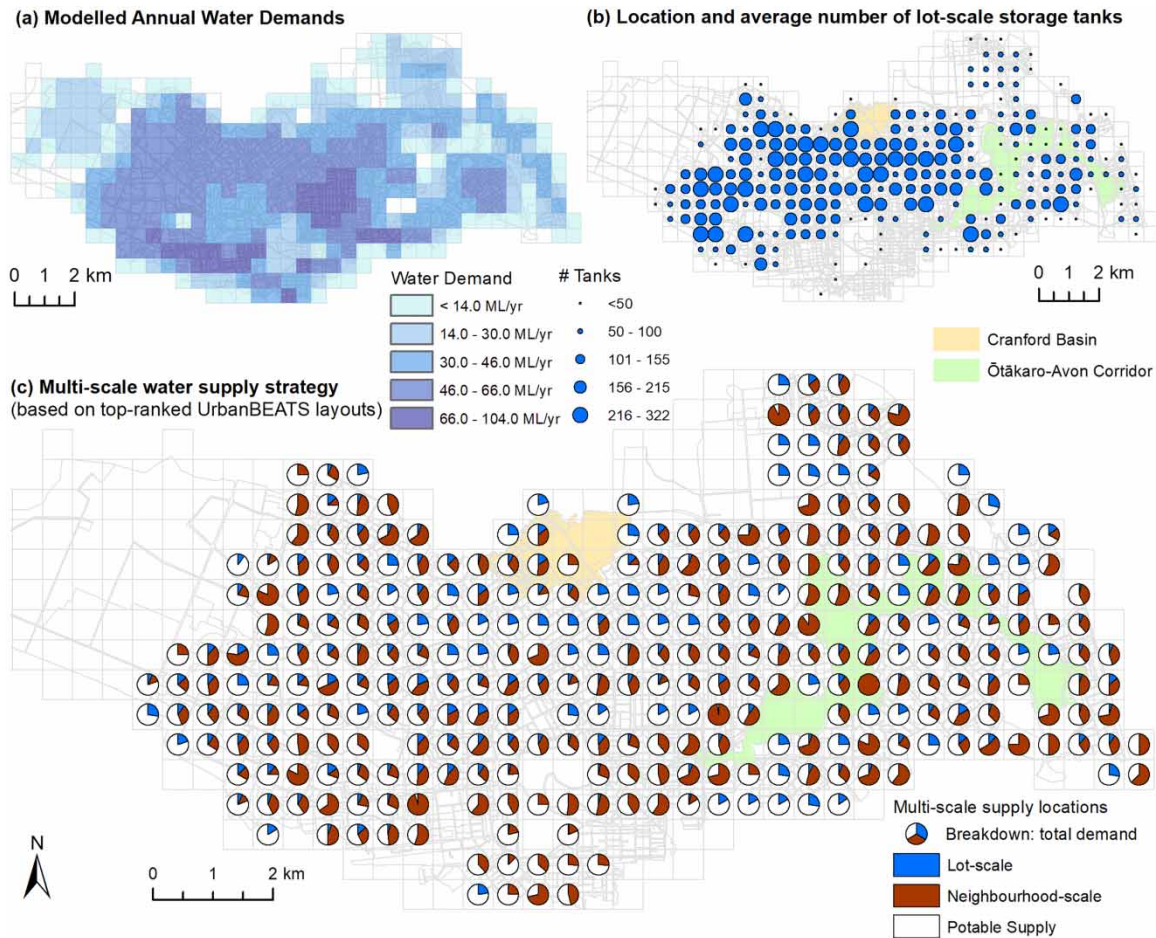 (a) Modelled Annual Water Demands
(b) Location and average number of lot-scale storage tanks
0 1 2 km
Water Demand
< 14.0 ML/yr
14.0 - 30.0 ML/yr
30.0 - 46.0 ML/yr
46.0 - 66.0 ML/yr
66.0 - 104.0 ML/yr
# Tanks
<50
50 - 100
101 - 155
156 - 215
216 - 322
0 1 2 km
Cranford Basin
Ōtākaro-Avon Corridor
(c) Multi-scale water supply strategy
(based on top-ranked UrbanBEATS layouts)
N
0 1 2 km
Multi-scale supply locations
Breakdown: total demand
Lot-scale
Neighbourhood-scale
Potable Supply